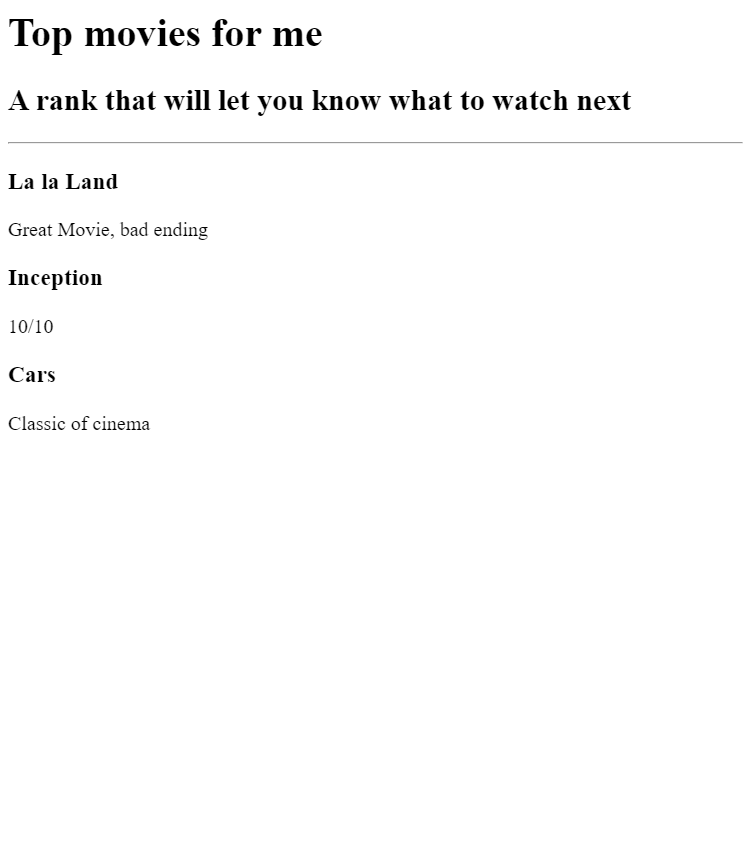 Top movies for me
A rank that will let you know what to watch next
La la Land
Great Movie, bad ending
Inception
10/10
Cars
Classic of cinema